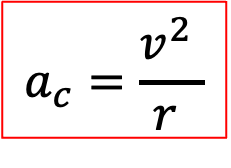 a_c = v^2 / r